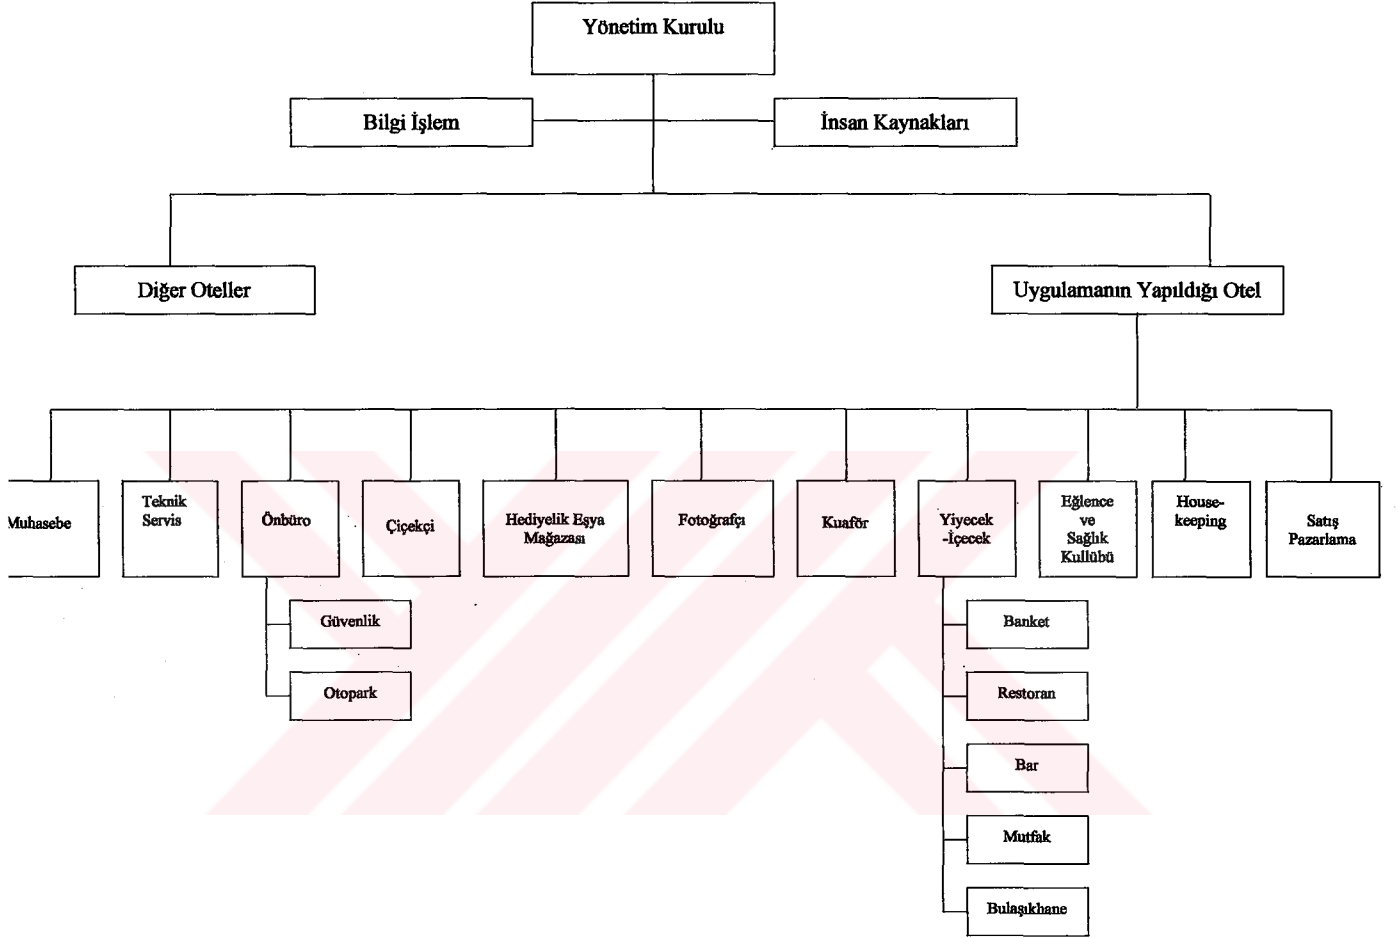 Yönetim Kurulu
Bilgi İşlem
İnsan Kaynakları
Diğer Oteller
Uygulamanın Yapıldığı Otel
Muhasebe
Teknik
Servis
Önbüro
Çiçekçi
Hediyelik Eşya
Mağazası
Fotoğrafçı
Kuaför
Yiyecek
-İçecek
Eğlence
ve
Sağlık
Kullübü
House-
keeping
Satış
Pazarlama
Güvenlik
Otopark
Banket
Restoran
Bar
Mutfak
Bulaşıkhane